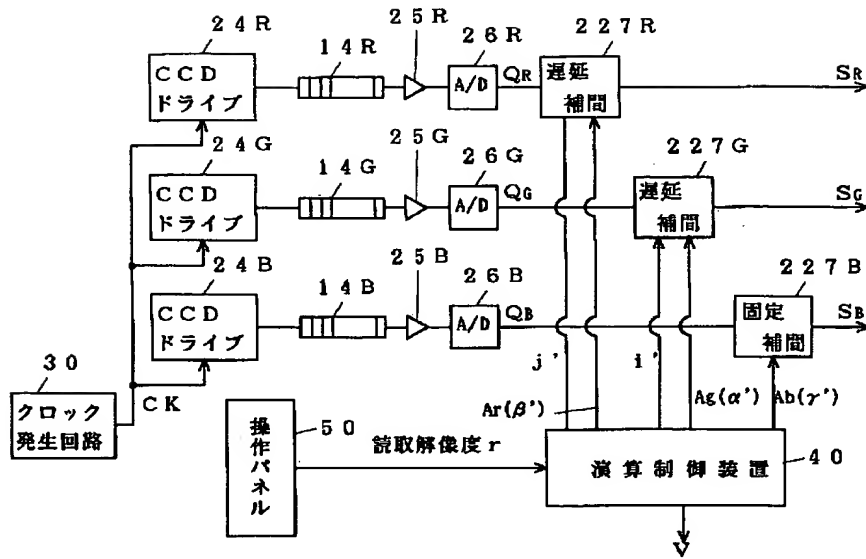 24R
14R
25R
26R
227R
CCD
ドライブ
A/D
QR
遅延
補間
SR
24G
14G
25G
26G
227G
CCD
ドライブ
A/D
QG
遅延
補間
SG
24B
14B
25B
26B
227B
CCD
ドライブ
A/D
QB
固定
補間
SB
30
CK
j'
i'
Ar(β')
Ag(α')
Ab(γ')
クロック
発生回路
操作パネル
50
読取解像度r
演算制御装置
40
V